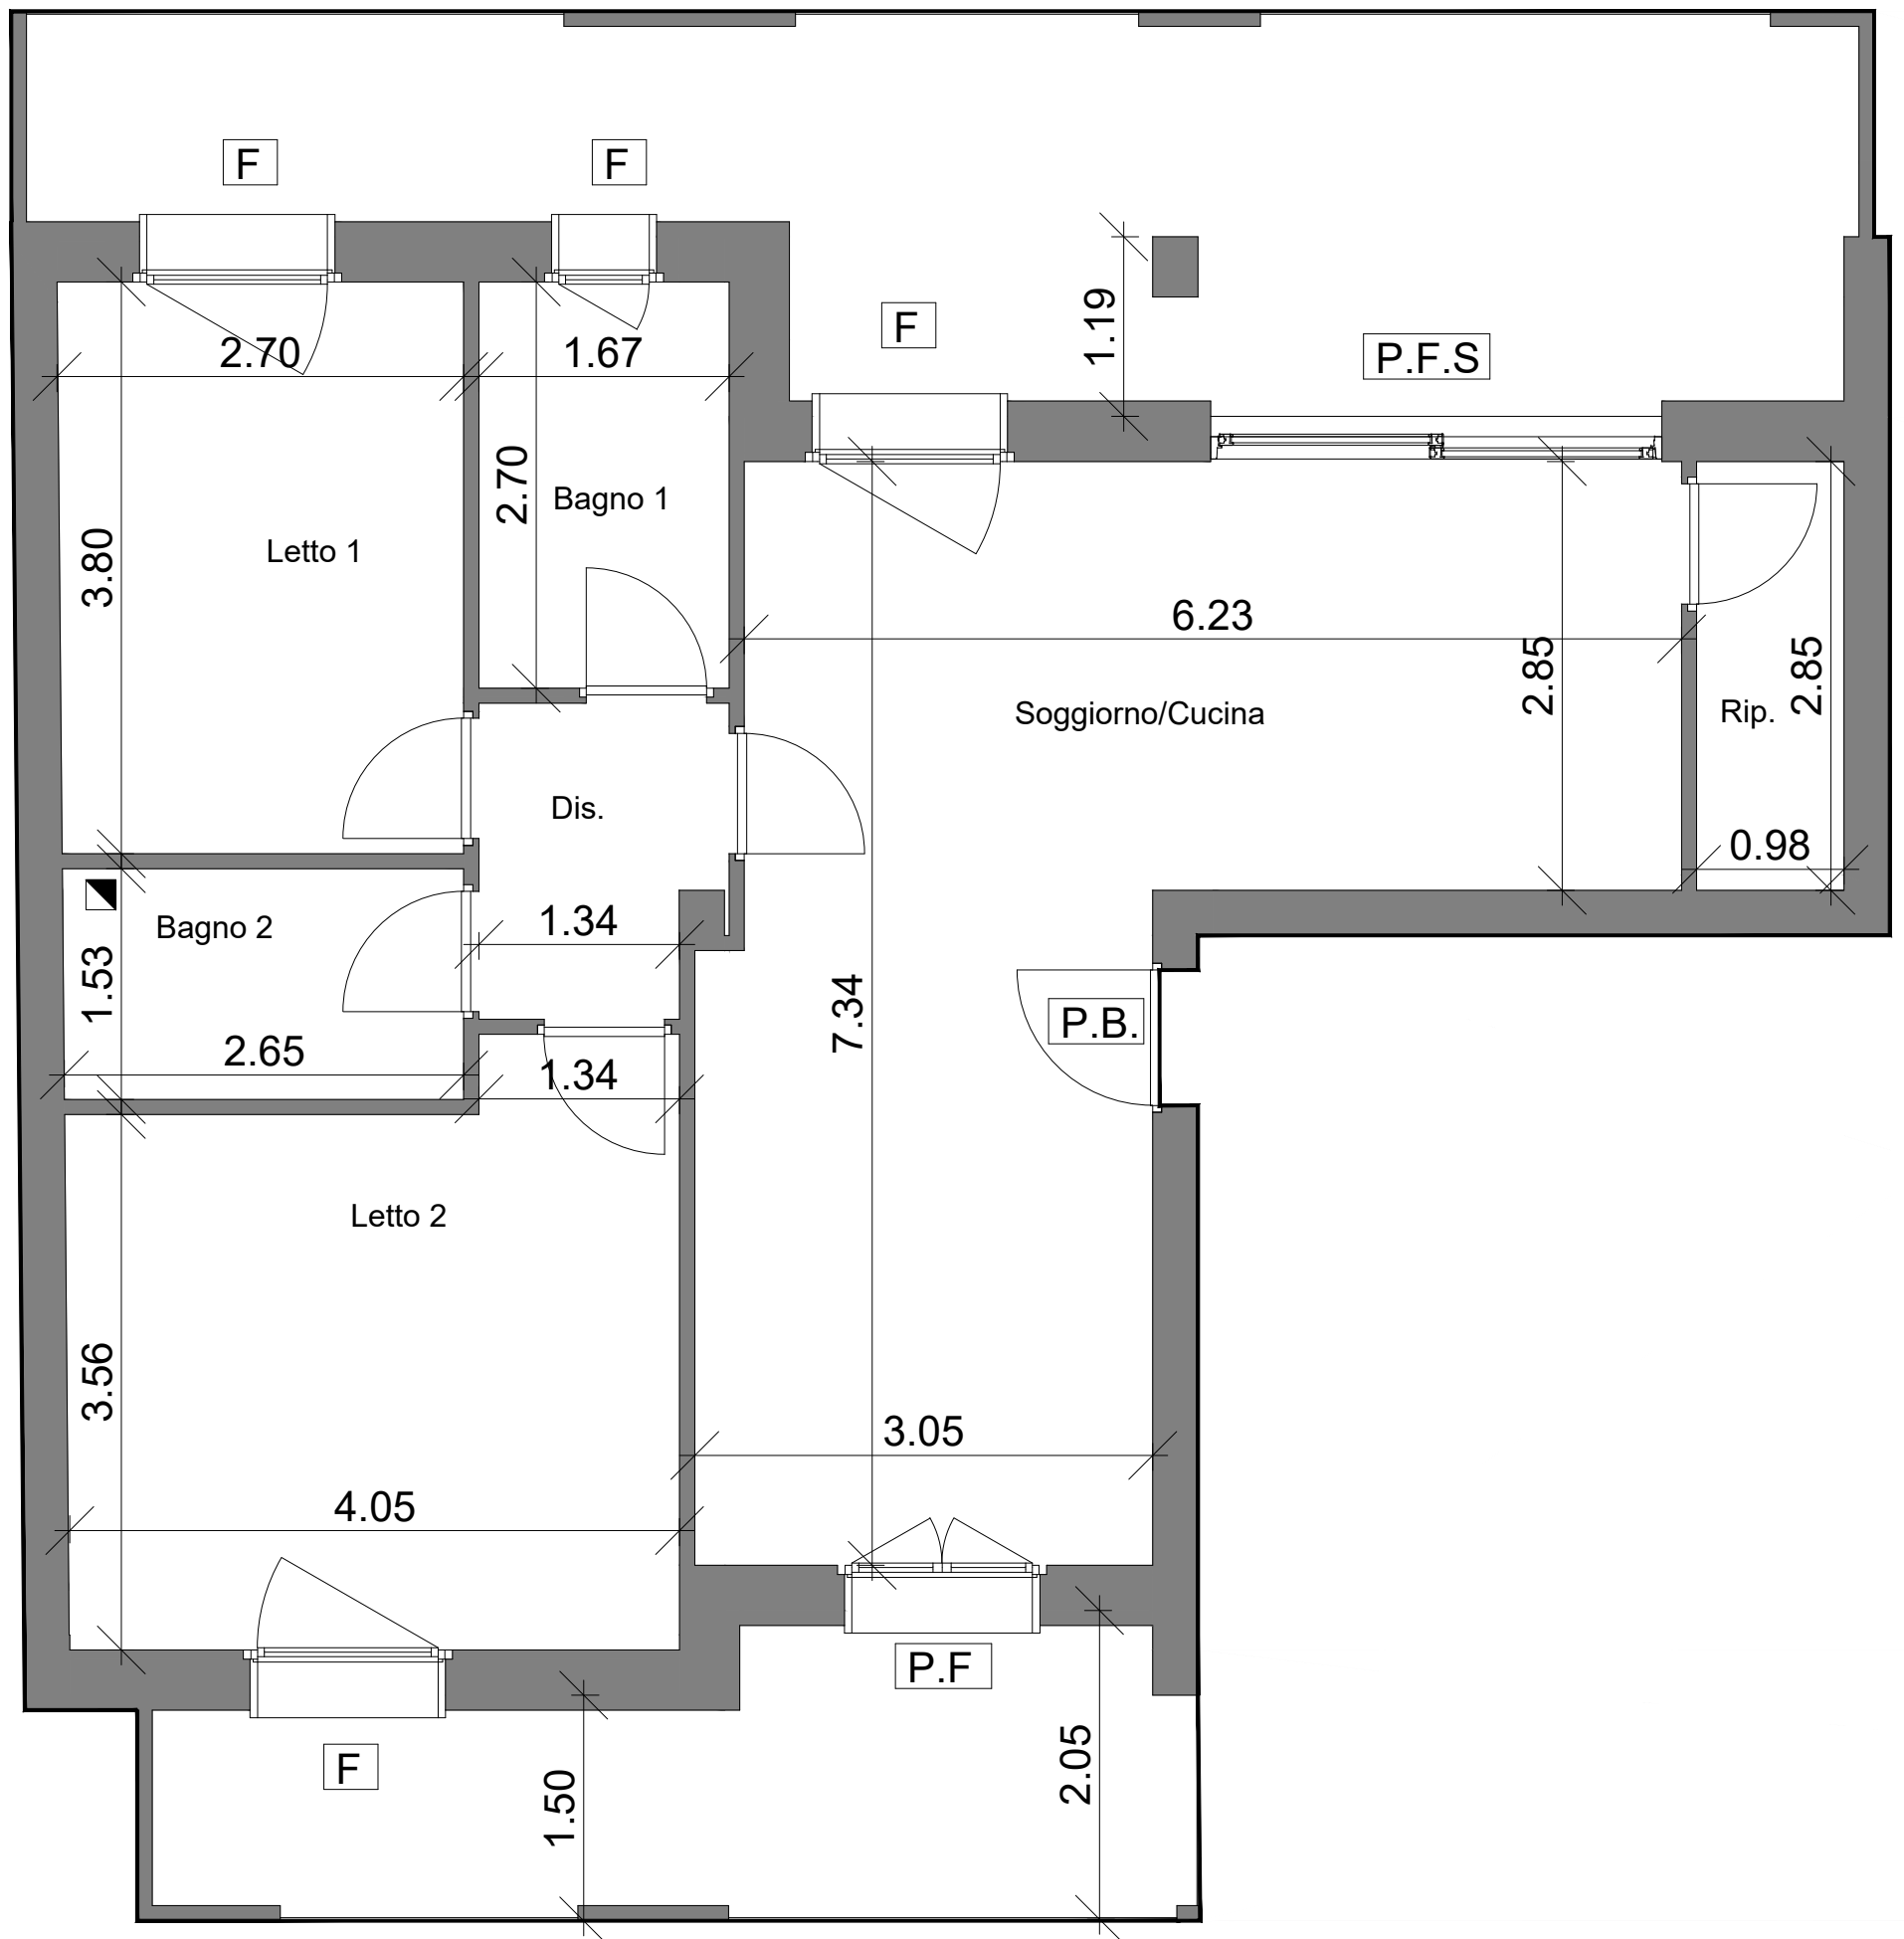 F
F
1.19
F
P.F.S
2.70
1.67
2.70
Bagno 1
3.80
Letto 1
6.23
2.85
2.85
Soggiorno/Cucina
Rip.
Dis.
0.98
1.34
Bagno 2
1.53
7.34
P.B.
2.65
1.34
Letto 2
3.56
3.05
4.05
P.F
F
1.50
2.05